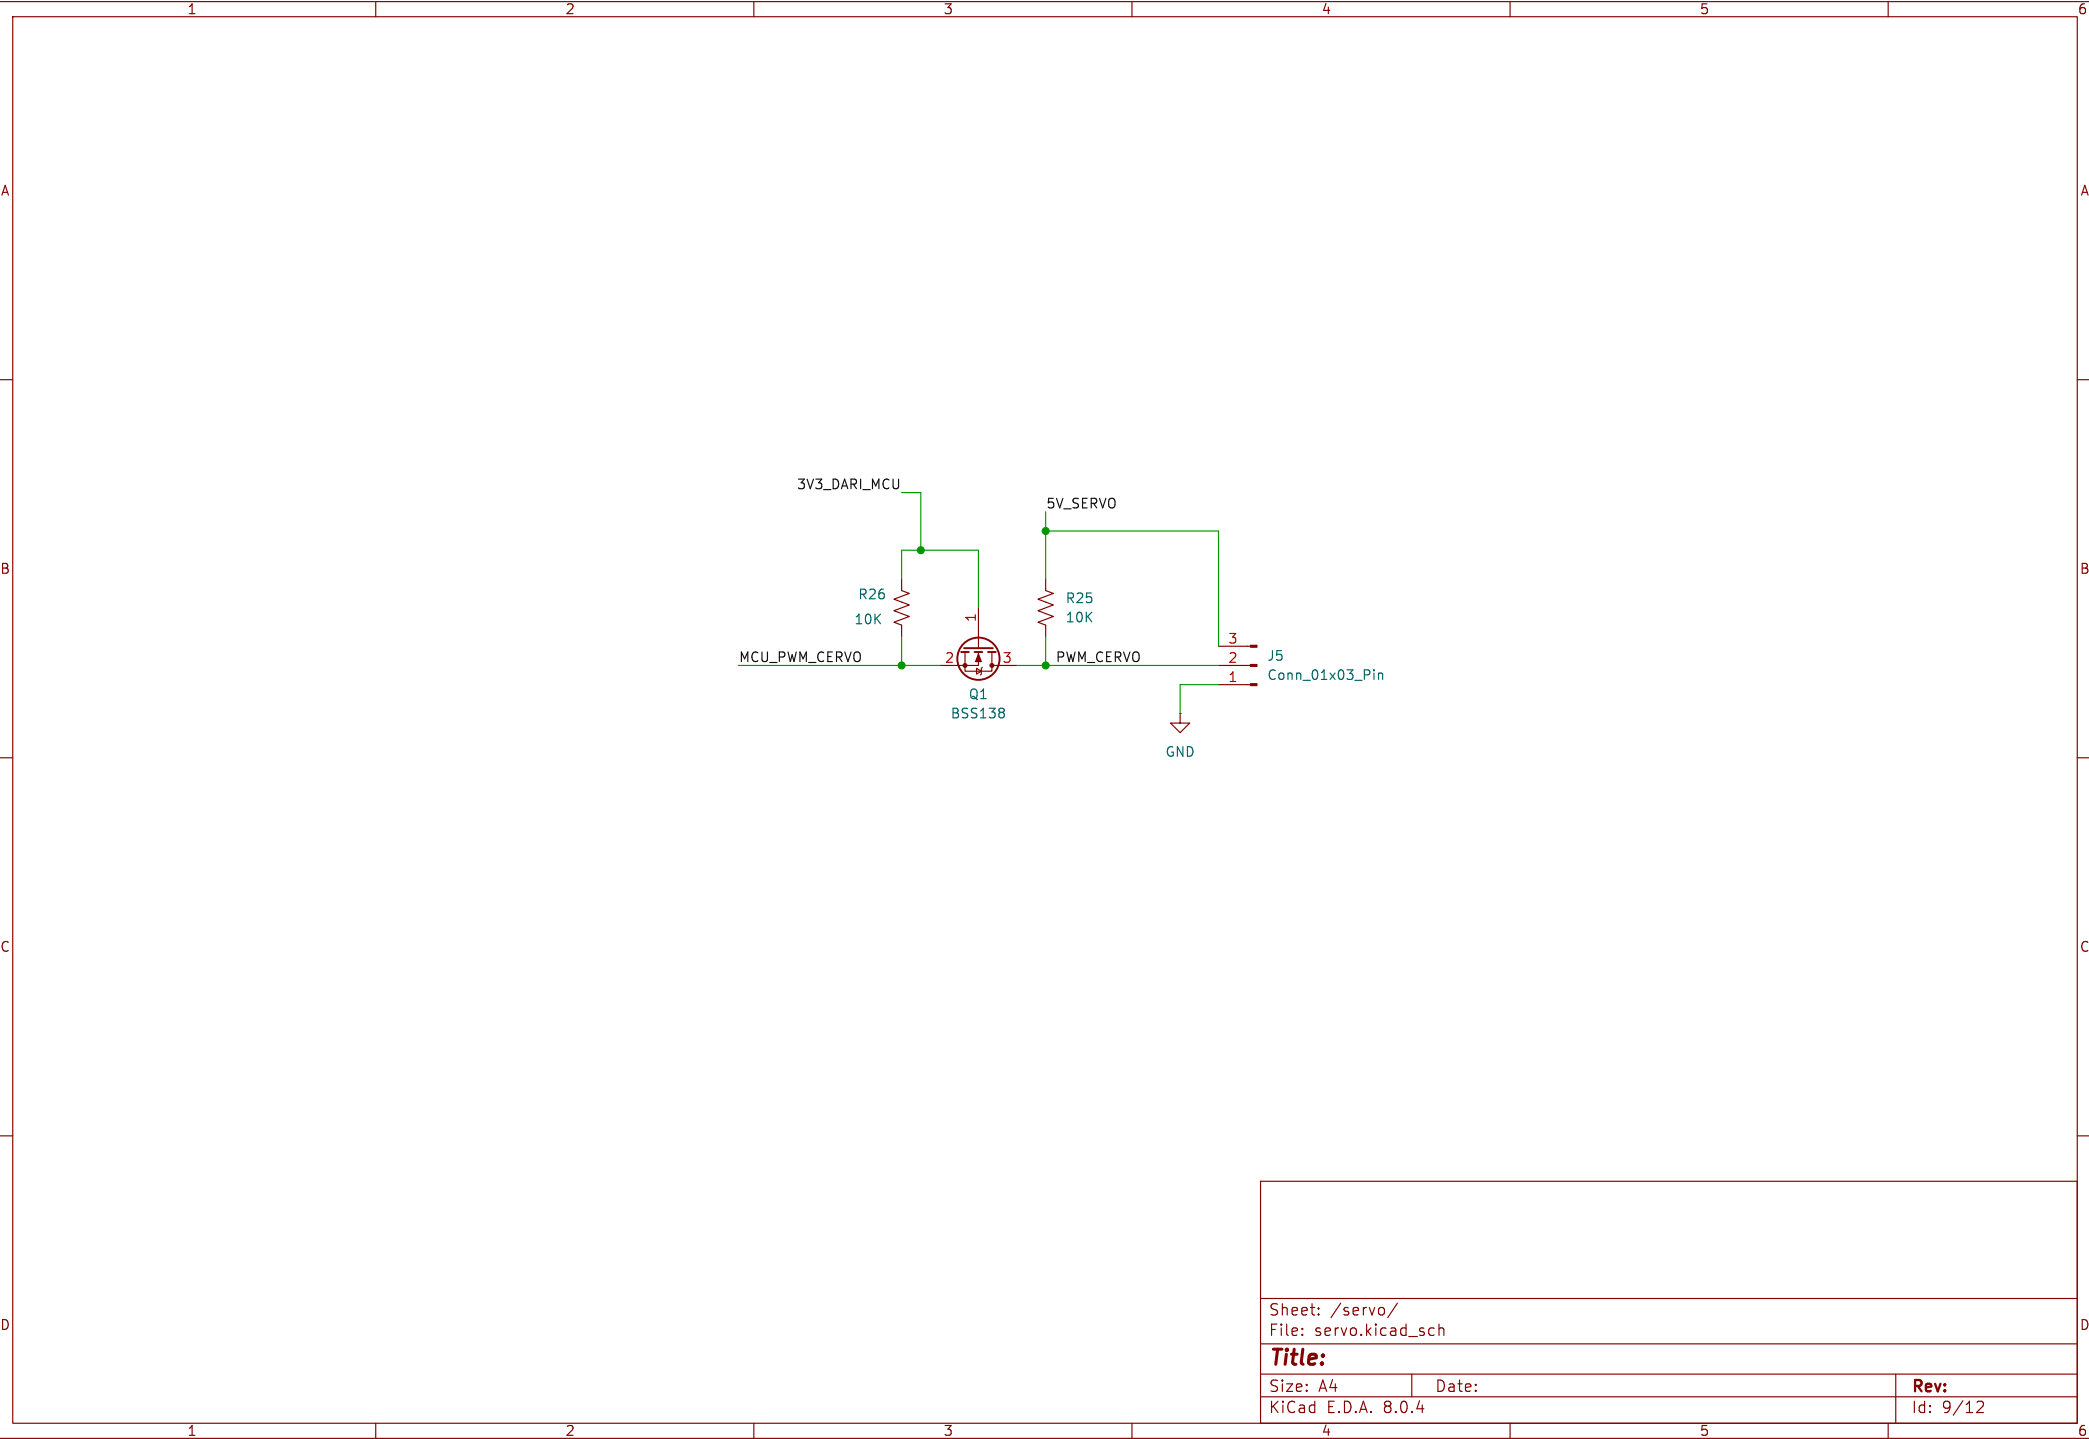 1 2 3 4 5 6
A A
3V3_DARI_MCU
5V_SERVO
B B
R26
10K
R25
10K
1
MCU_PWM_CERVO
2 3
PWM_CERVO
Q1
BSS138
3
2
1
J5
Conn_01x03_Pin
GND
C C
D D
Sheet: /servo/
File: servo.kicad_sch
Title:
Size: A4 Date: Rev:
KiCad E.D.A. 8.0.4 Id: 9/12
1 2 3 4 5 6